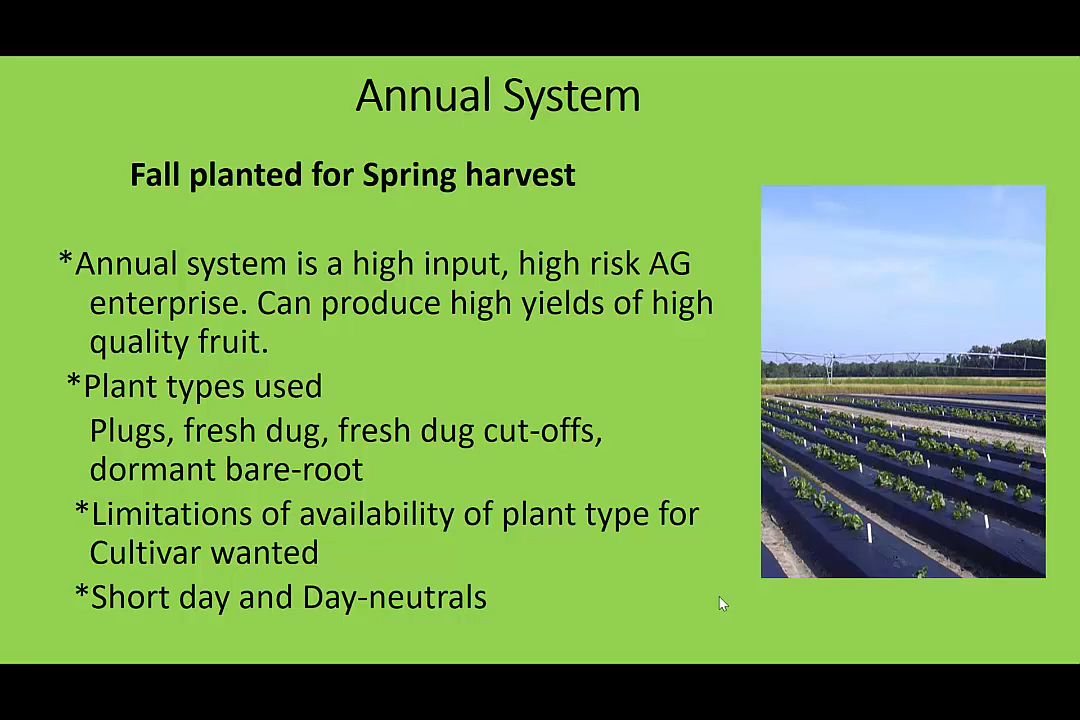 Annual System
Fall planted for Spring harvest
*Annual system is a high input, high risk AG
enterprise. Can produce high yields of high
quality fruit.
*Plant types used
Plugs, fresh dug, fresh dug cut-offs,
dormant bare-root
*Limitations of availability of plant type for
Cultivar wanted
*Short day and Day-neutrals